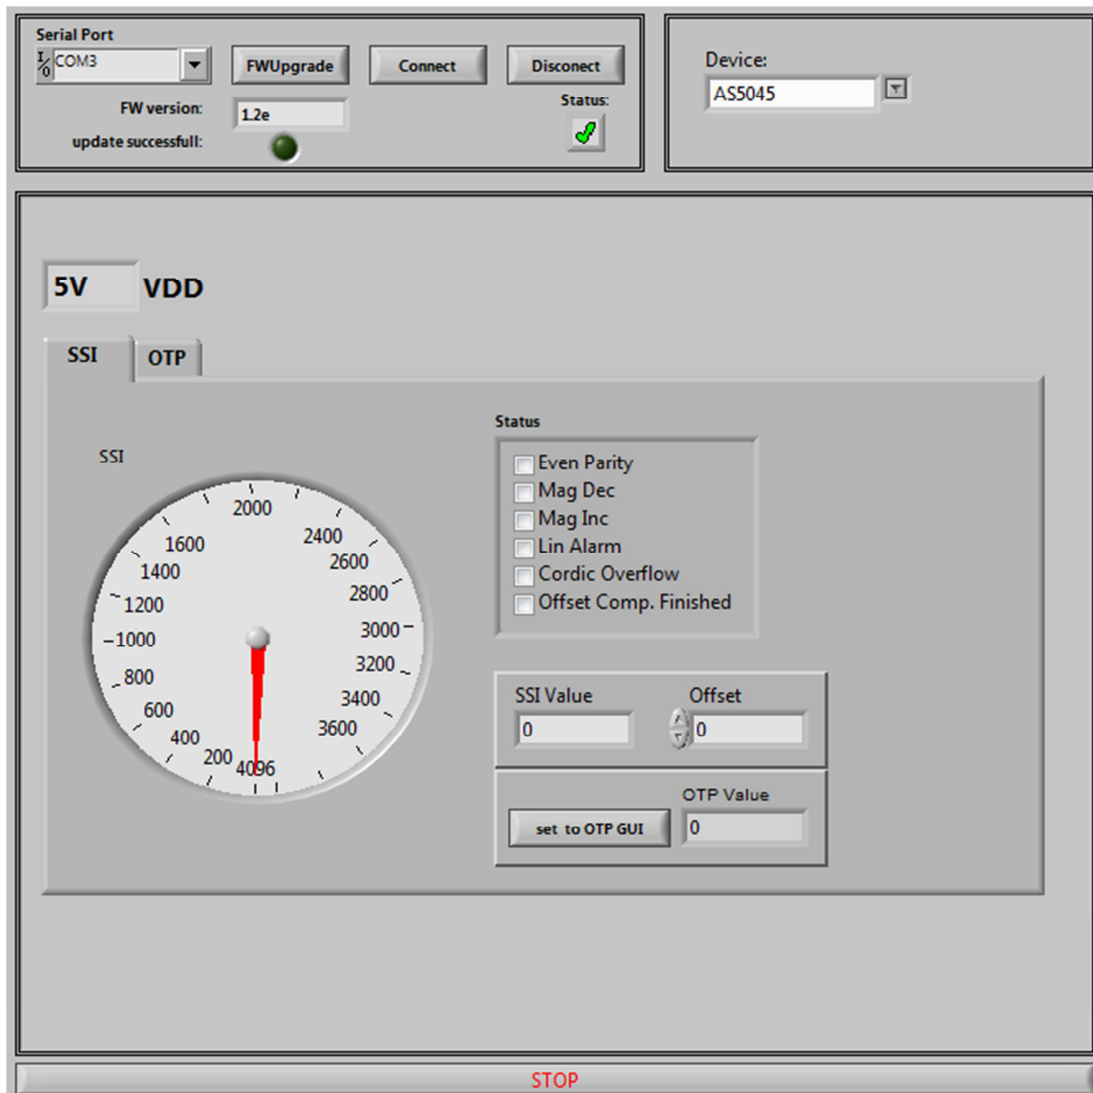 Serial Port
I/O COM3
FWUpgrade
Connect
Disconect
FW version:
1.2e
Status:
update successfull:
Device:
AS5045
5V VDD
SSI
OTP
SSI
2000
2400
1600
2600
1400
2800
1200
3000
1000
3200
800
3400
600
3600
400
200
4096
Status
Even Parity
Mag Dec
Mag Inc
Lin Alarm
Cordic Overflow
Offset Comp. Finished
SSI Value
Offset
0
0
OTP Value
set to OTP GUI
0
STOP